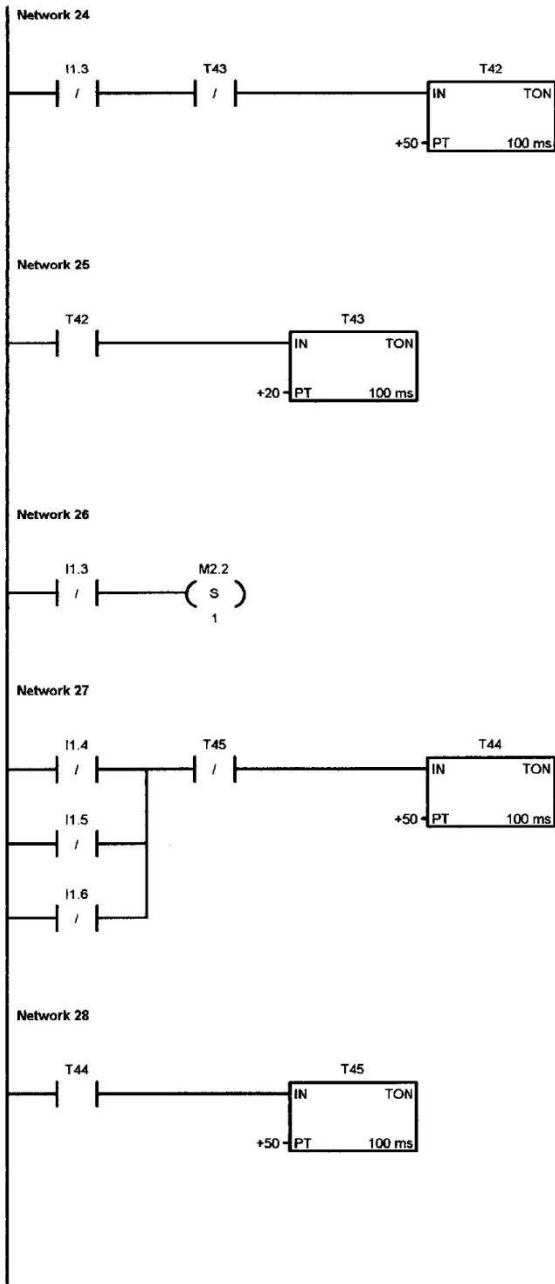 Network 24
I1.3 T43 T42
/ / IN TON
+50 PT 100 ms
Network 25
T42 T43
IN TON
+20 PT 100 ms
Network 26
I1.3 M2.2
/ S
1
Network 27
I1.4 T45 T44
/ / IN TON
+50 PT 100 ms
I1.5
/
I1.6
/
Network 28
T44 T45
IN TON
+50 PT 100 ms